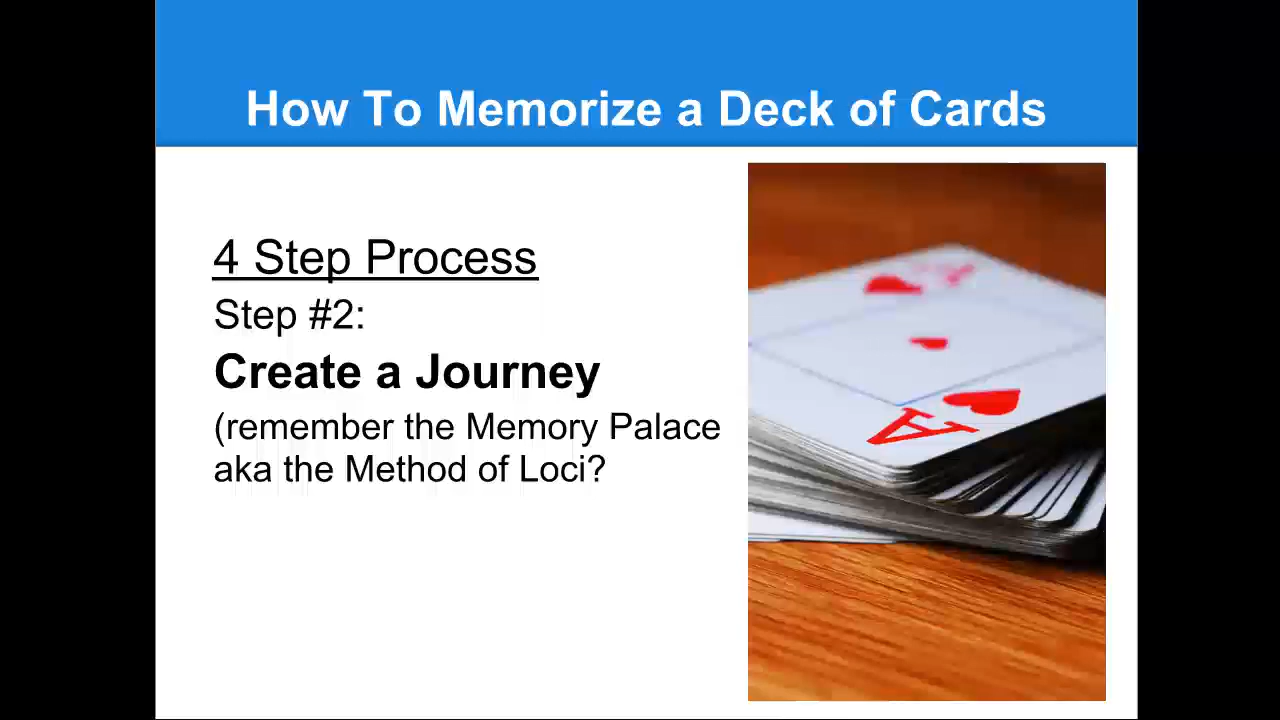 How To Memorize a Deck of Cards
4 Step Process
Step #2:
Create a Journey
(remember the Memory Palace
aka the Method of Loci?
A